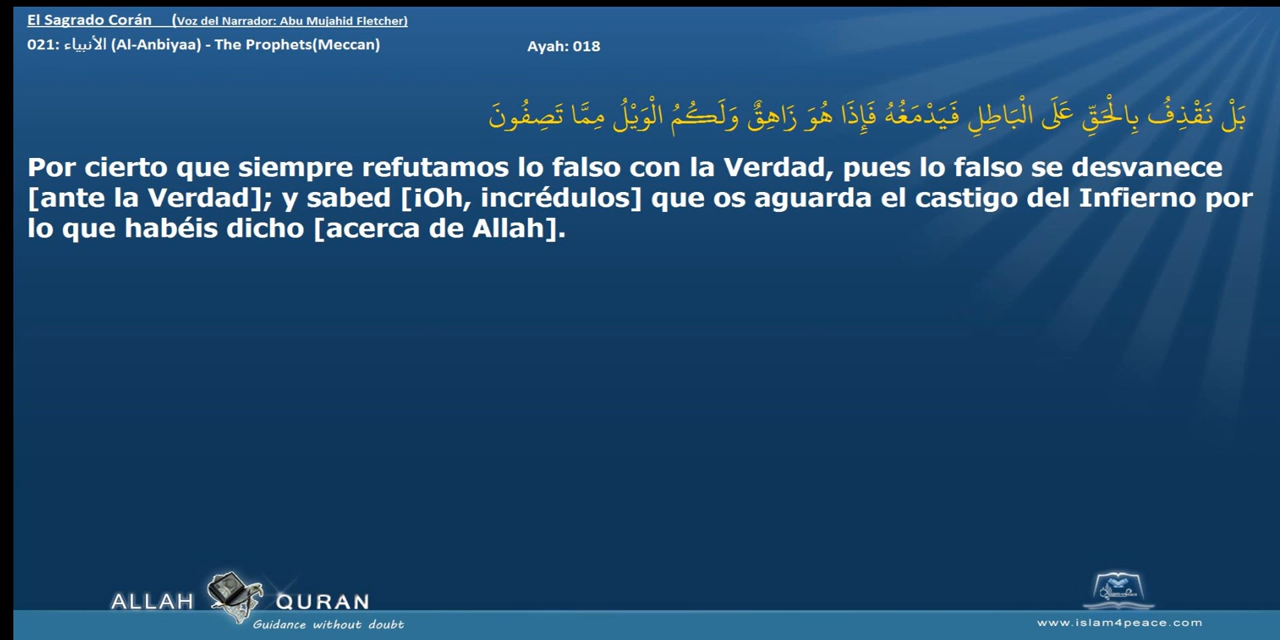 El Sagrado Corán (Voz del Narrador: Abu Mujahid Fletcher)
021: الأنبياء (Al-Anbiyaa) - The Prophets(Meccan) Ayah: 018
بَلْ نَقْذِفُ بِالْحَقِّ عَلَى الْبَاطِلِ فَيَدْمَغُهُ فَإِذَا هُوَ زَاهِقٌ وَلَكُمُ الْوَيْلُ مِمَّا تَصِفُونَ
Por cierto que siempre refutamos lo falso con la Verdad, pues lo falso se desvanece
[ante la Verdad]; y sabed [¡Oh, incrédulos] que os aguarda el castigo del Infierno por
lo que habéis dicho [acerca de Allah].
ALLAH QURAN
Guidance without doubt
www.islam4peace.com